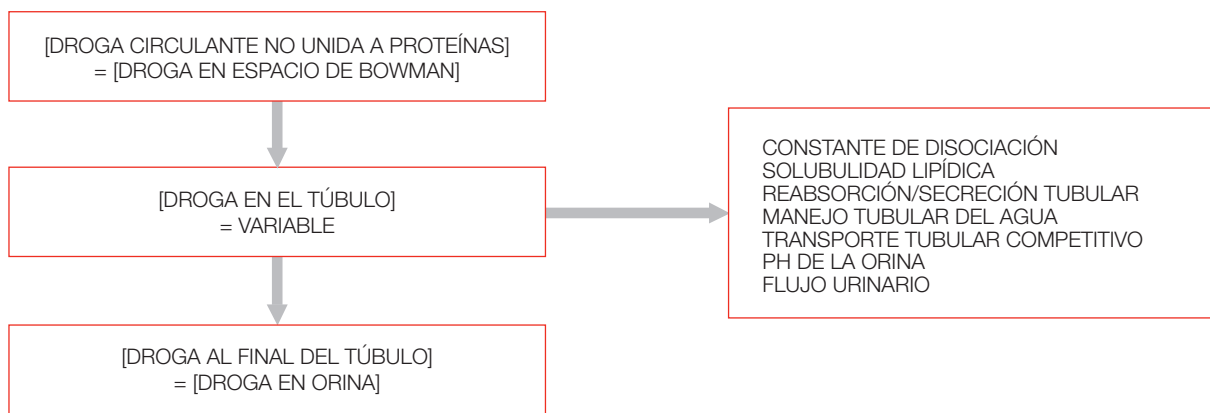 [DROGA CIRCULANTE NO UNIDA A PROTEÍNAS]
= [DROGA EN ESPACIO DE BOWMAN]
[DROGA EN EL TÚBULO]
= VARIABLE
CONSTANTE DE DISOCIACIÓN
SOLUBULIDAD LIPÍDICA
REABSORCIÓN/SECRECIÓN TUBULAR
MANEJO TUBULAR DEL AGUA
TRANSPORTE TUBULAR COMPETITIVO
PH DE LA ORINA
FLUJO URINARIO
[DROGA AL FINAL DEL TÚBULO]
= [DROGA EN ORINA]